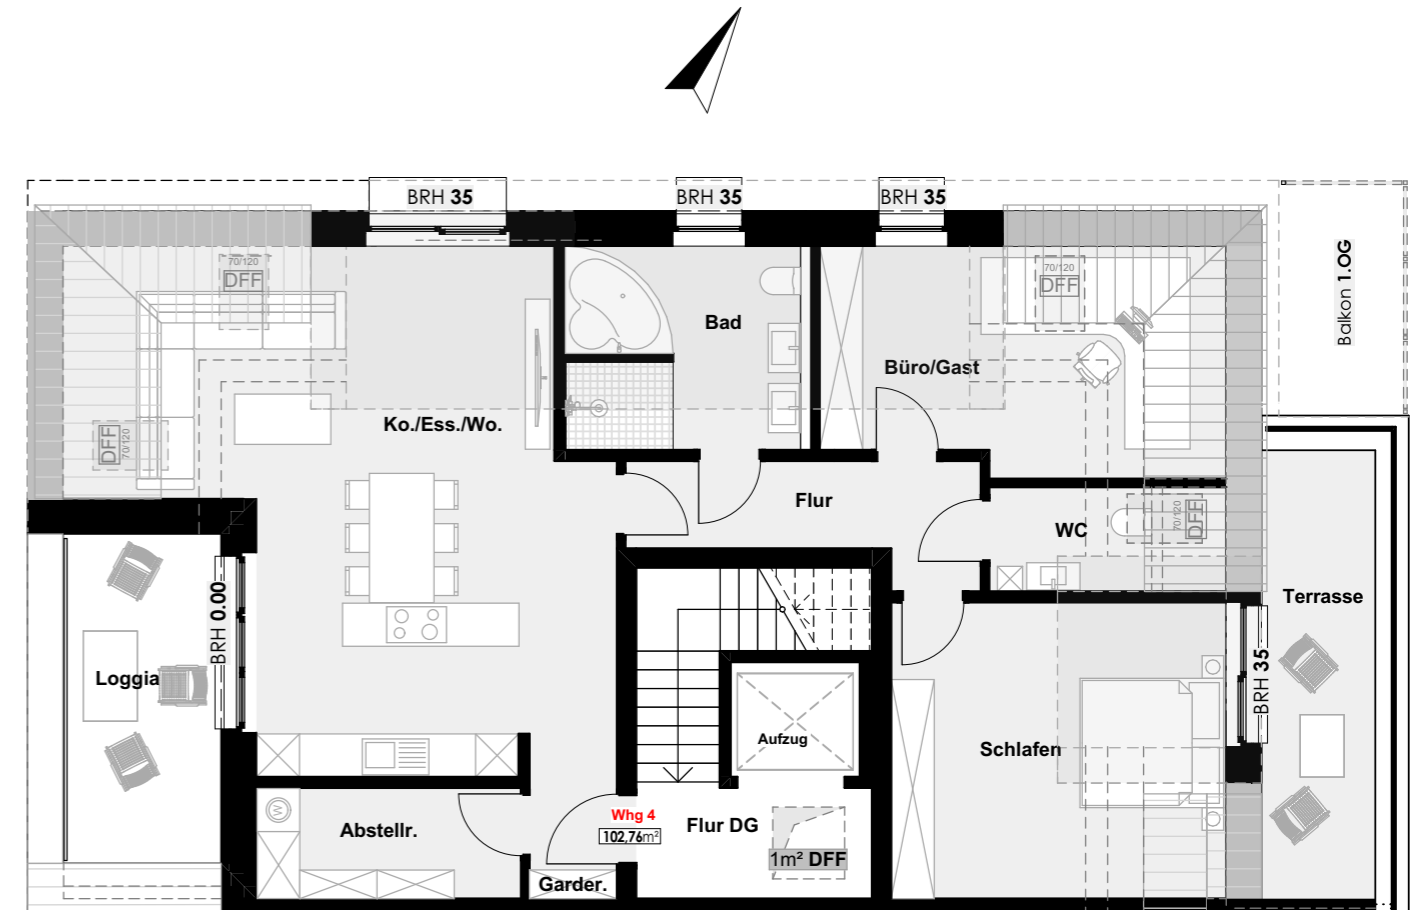 BRH 35
BRH 35
BRH 35
70/120
DFF
70/120
DFF
Balkon 1.OG
Bad
Büro/Gast
Ko./Ess./Wo.
DFF
70/120
Flur
WC
70/120
DFF
BRH 0.00
Terrasse
Loggia
BRH 35
Aufzug
Schlafen
W
Abstellr.
Whg 4
102,76m²
Flur DG
1m² DFF
Garder.